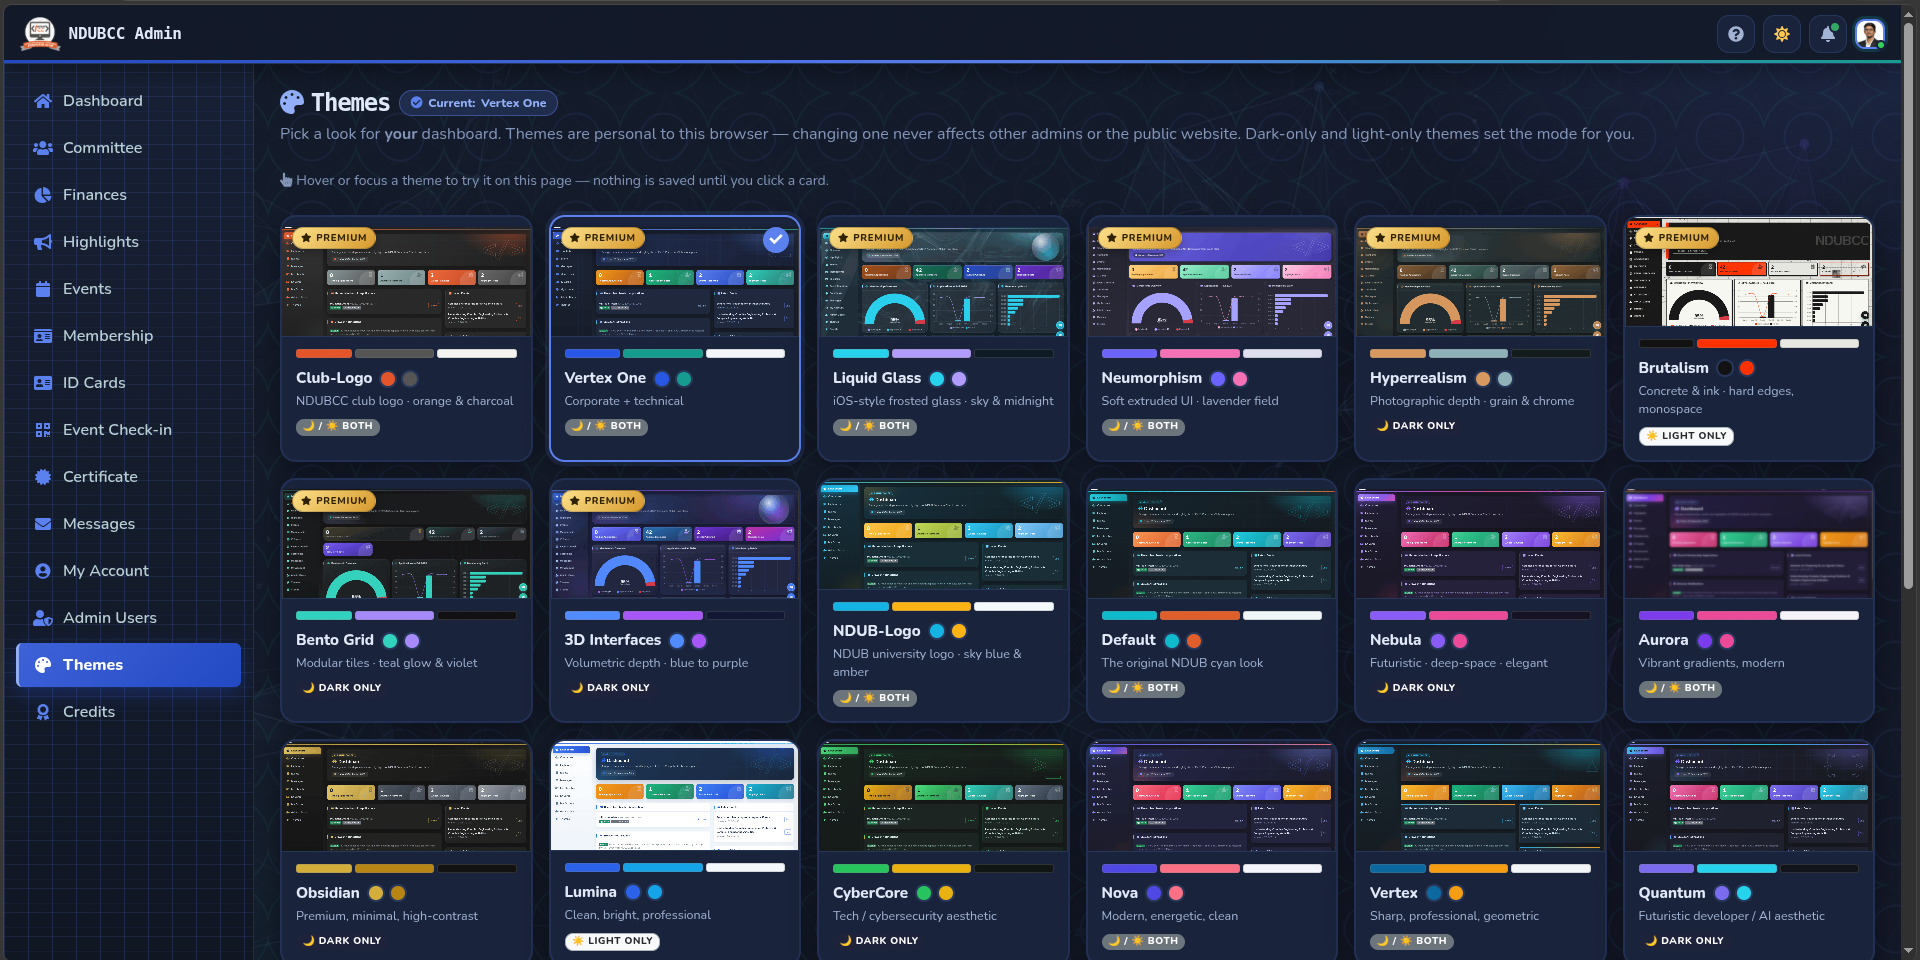 NDUBCC Admin
Dashboard
Committee
Finances
Highlights
Events
Membership
ID Cards
Event Check-in
Certificate
Messages
My Account
Admin Users
Themes
Credits
Themes
Current: Vertex One
Pick a look for your dashboard. Themes are personal to this browser — changing one never affects other admins or the public website. Dark-only and light-only themes set the mode for you.
Hover or focus a theme to try it on this page — nothing is saved until you click a card.
PREMIUM
Club-Logo
NDUBCC club logo · orange & charcoal
/ BOTH
PREMIUM
Vertex One
Corporate + technical
/ BOTH
PREMIUM
Liquid Glass
iOS-style frosted glass · sky & midnight
/ BOTH
PREMIUM
Neumorphism
Soft extruded UI · lavender field
/ BOTH
PREMIUM
Hyperrealism
Photographic depth · grain & chrome
DARK ONLY
PREMIUM
NDUBCC
Brutalism
Concrete & ink · hard edges,
monospace
LIGHT ONLY
PREMIUM
Bento Grid
Modular tiles · teal glow & violet
DARK ONLY
PREMIUM
3D Interfaces
Volumetric depth · blue to purple
DARK ONLY
Dashboard
NDUB-Logo
NDUB university logo · sky blue &
amber
/ BOTH
Dashboard
Default
The original NDUB cyan look
/ BOTH
Dashboard
Nebula
Futuristic · deep-space · elegant
DARK ONLY
Aurora
Vibrant gradients, modern
/ BOTH
Dashboard
Obsidian
Premium, minimal, high-contrast
DARK ONLY
Dashboard
Lumina
Clean, bright, professional
LIGHT ONLY
Dashboard
CyberCore
Tech / cybersecurity aesthetic
DARK ONLY
Dashboard
Nova
Modern, energetic, clean
/ BOTH
Dashboard
Vertex
Sharp, professional, geometric
/ BOTH
Dashboard
Quantum
Futuristic developer / AI aesthetic
DARK ONLY